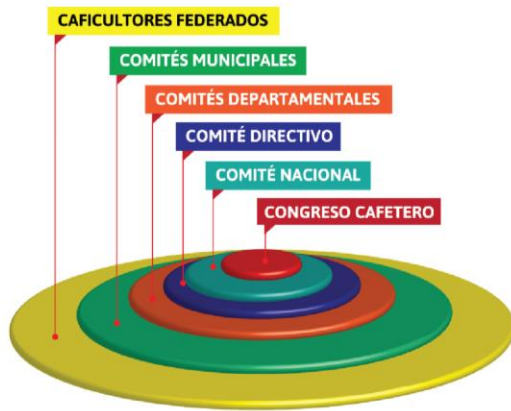 CAFICULTORES FEDERADOS
COMITÉS MUNICIPALES
COMITÉS DEPARTAMENTALES
COMITÉ DIRECTIVO
COMITÉ NACIONAL
CONGRESO CAFETERO